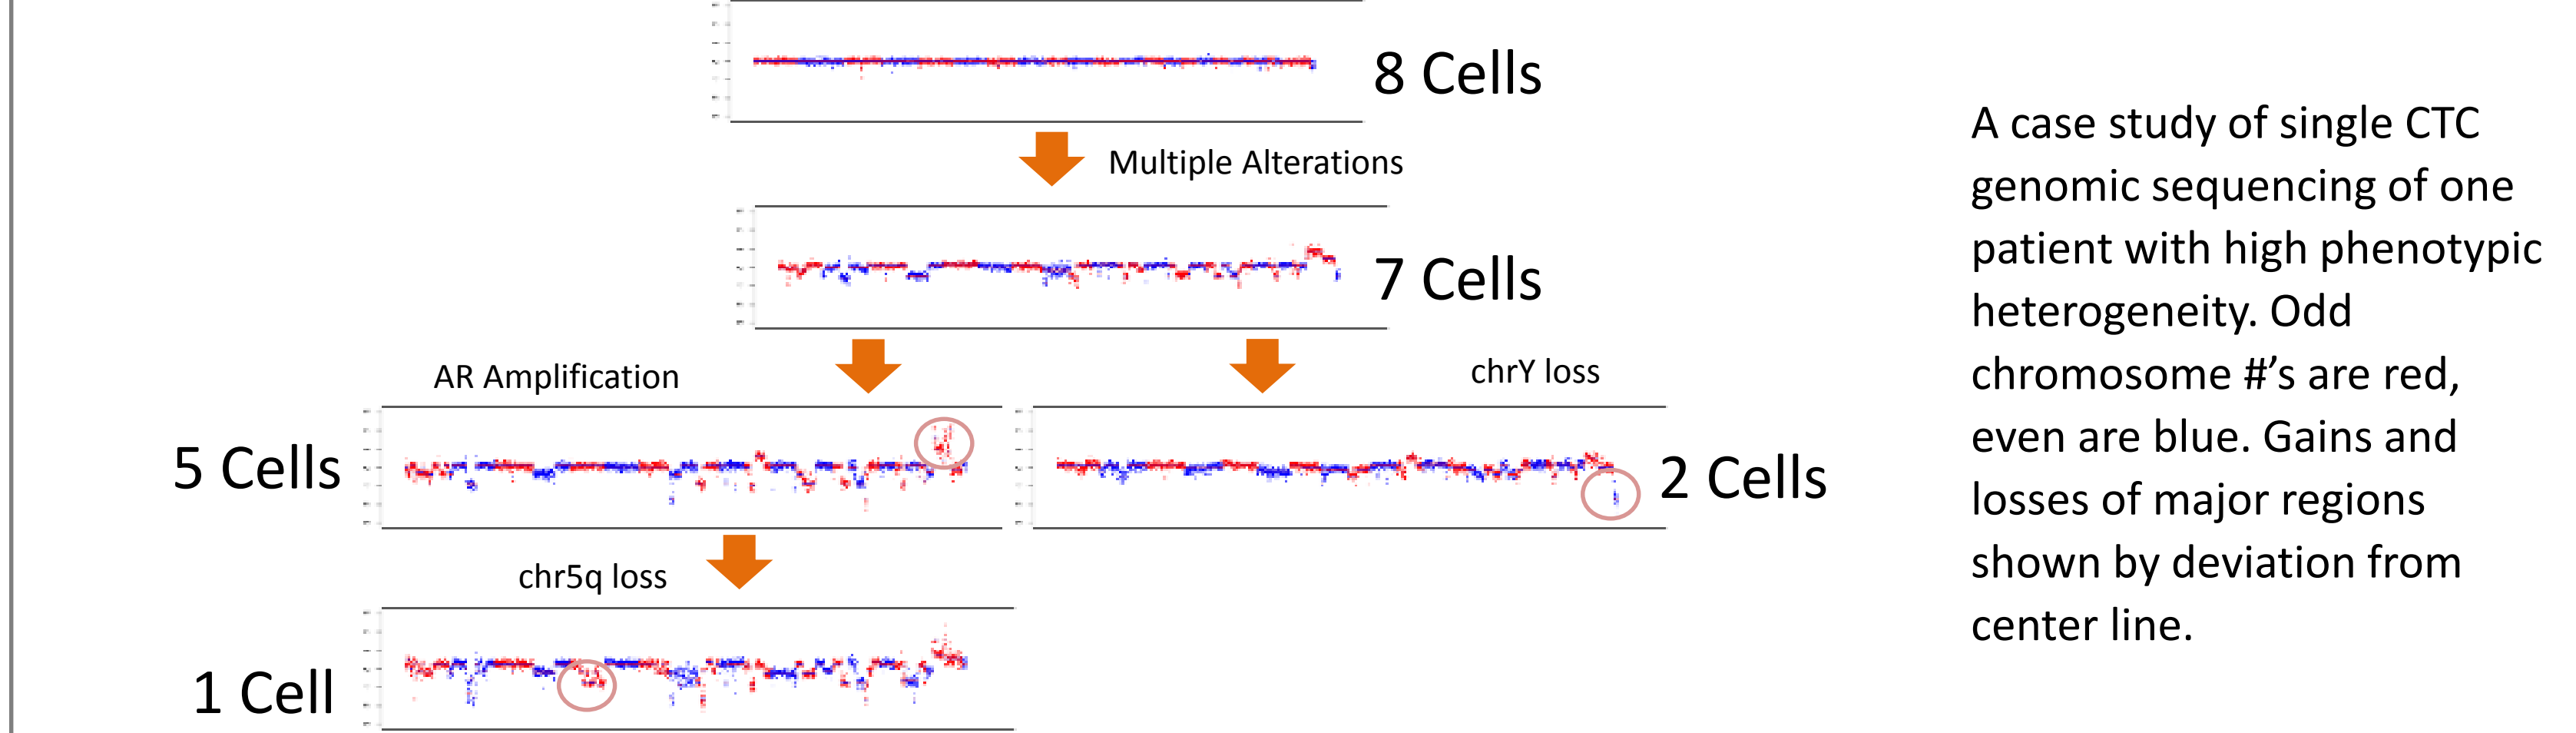 8 Cells
Multiple Alterations
7 Cells
AR Amplification
chrY loss
5 Cells
2 Cells
chr5q loss
1 Cell
A case study of single CTC
genomic sequencing of one
patient with high phenotypic
heterogeneity. Odd
chromosome #’s are red,
even are blue. Gains and
losses of major regions
shown by deviation from
center line.